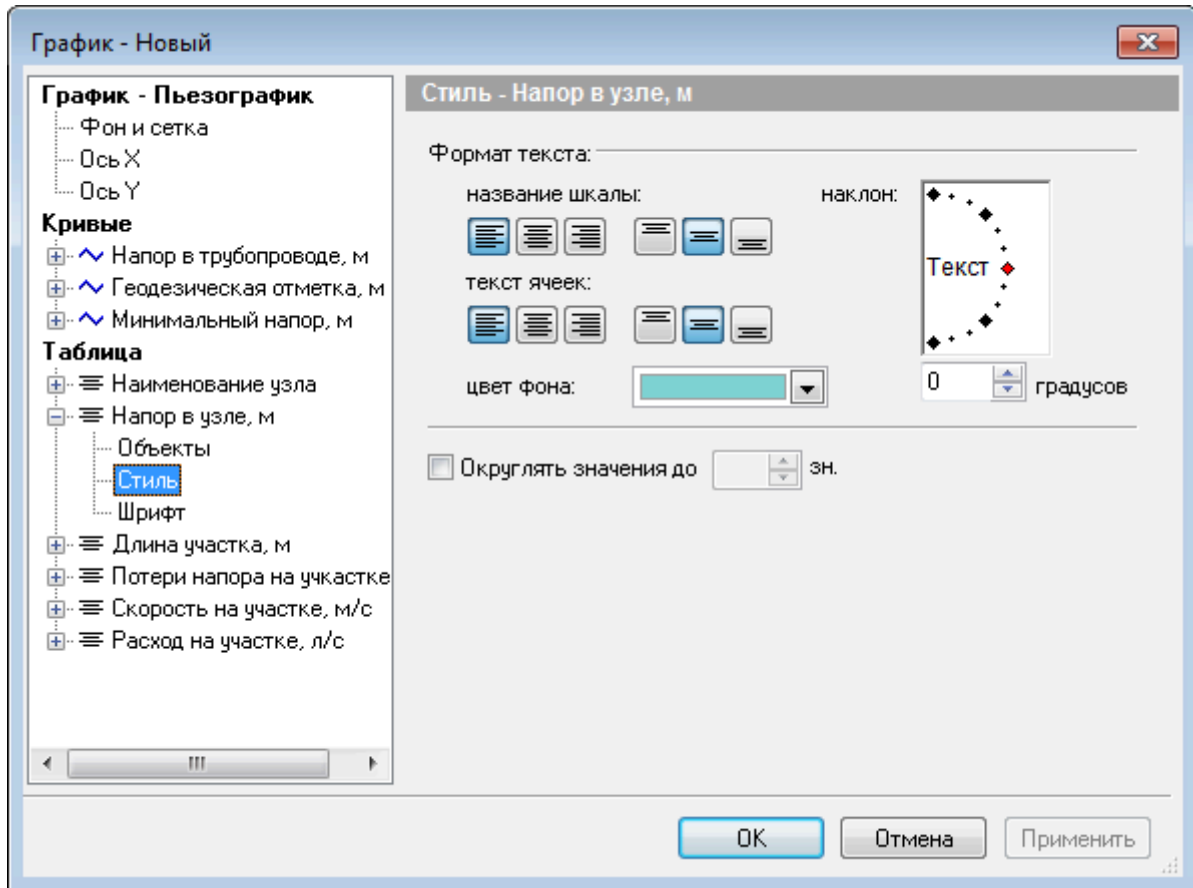 График - Новый
График - Пьезографик
Фон и сетка
Ось X
Ось Y
Кривые
Напор в трубопроводе, м
Геодезическая отметка, м
Минимальный напор, м
Таблица
Наименование узла
Напор в узле, м
Объекты
Стиль
Шрифт
Длина участка, м
Потери напора на учкастке
Скорость на участке, м/с
Расход на участке, л/с
Стиль - Напор в узле, м
Формат текста:
название шкалы:
наклон:
Текст
текст ячеек:
цвет фона:
0 градусов
Округлять значения до зн.
OK Отмена Применить